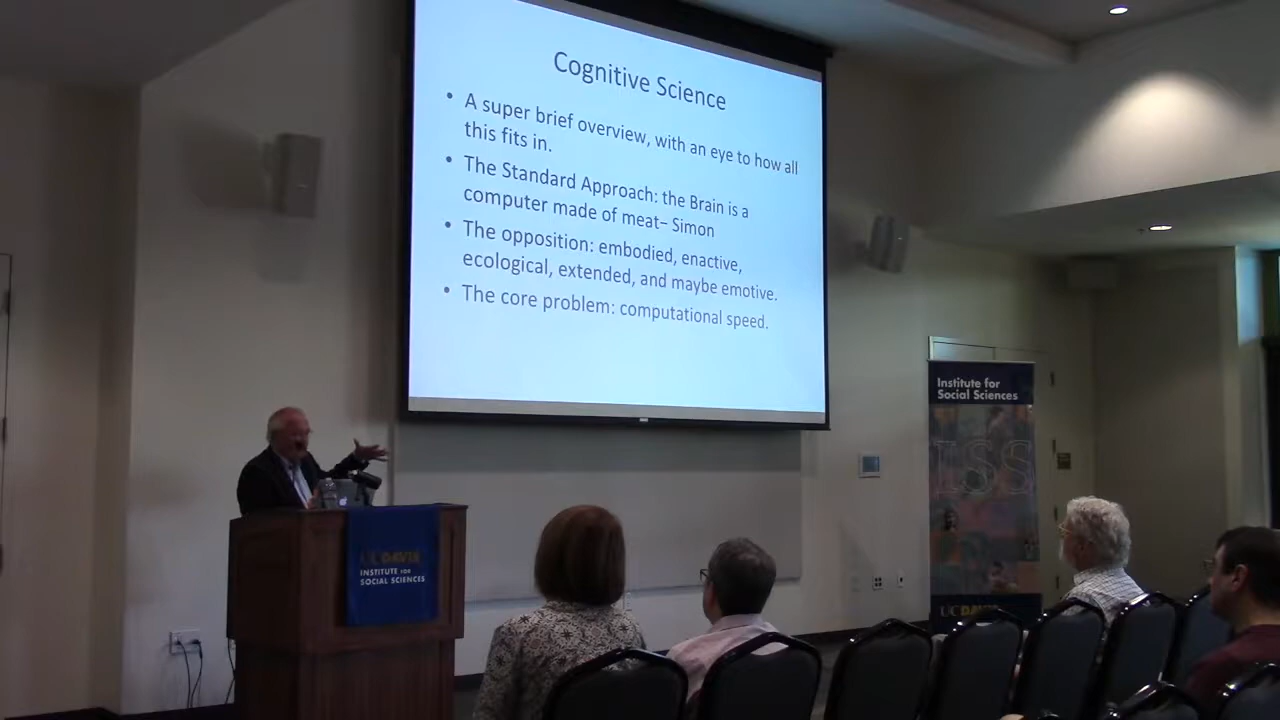 Cognitive Science
• A super brief overview, with an eye to how all
this fits in.
• The Standard Approach: the Brain is a
computer made of meat– Simon
• The opposition: embodied, enactive,
ecological, extended, and maybe emotive.
• The core problem: computational speed.
Institute for
Social Sciences
ISS
UC DAVIS
UC DAVIS
INSTITUTE FOR
SOCIAL SCIENCES